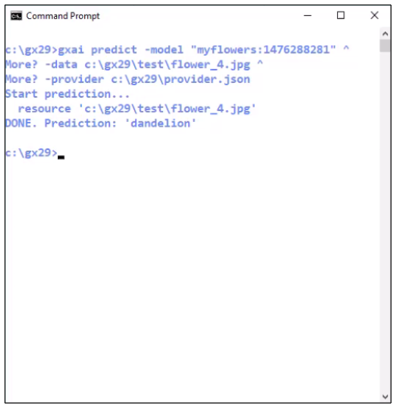 Command Prompt
c:\gx29>gxai predict -model "myflowers:1476288281" ^
More? -data c:\gx29\test\flower_4.jpg ^
More? -provider c:\gx29\provider.json
Start prediction...
  resource 'c:\gx29\test\flower_4.jpg'
DONE. Prediction: 'dandelion'
c:\gx29>